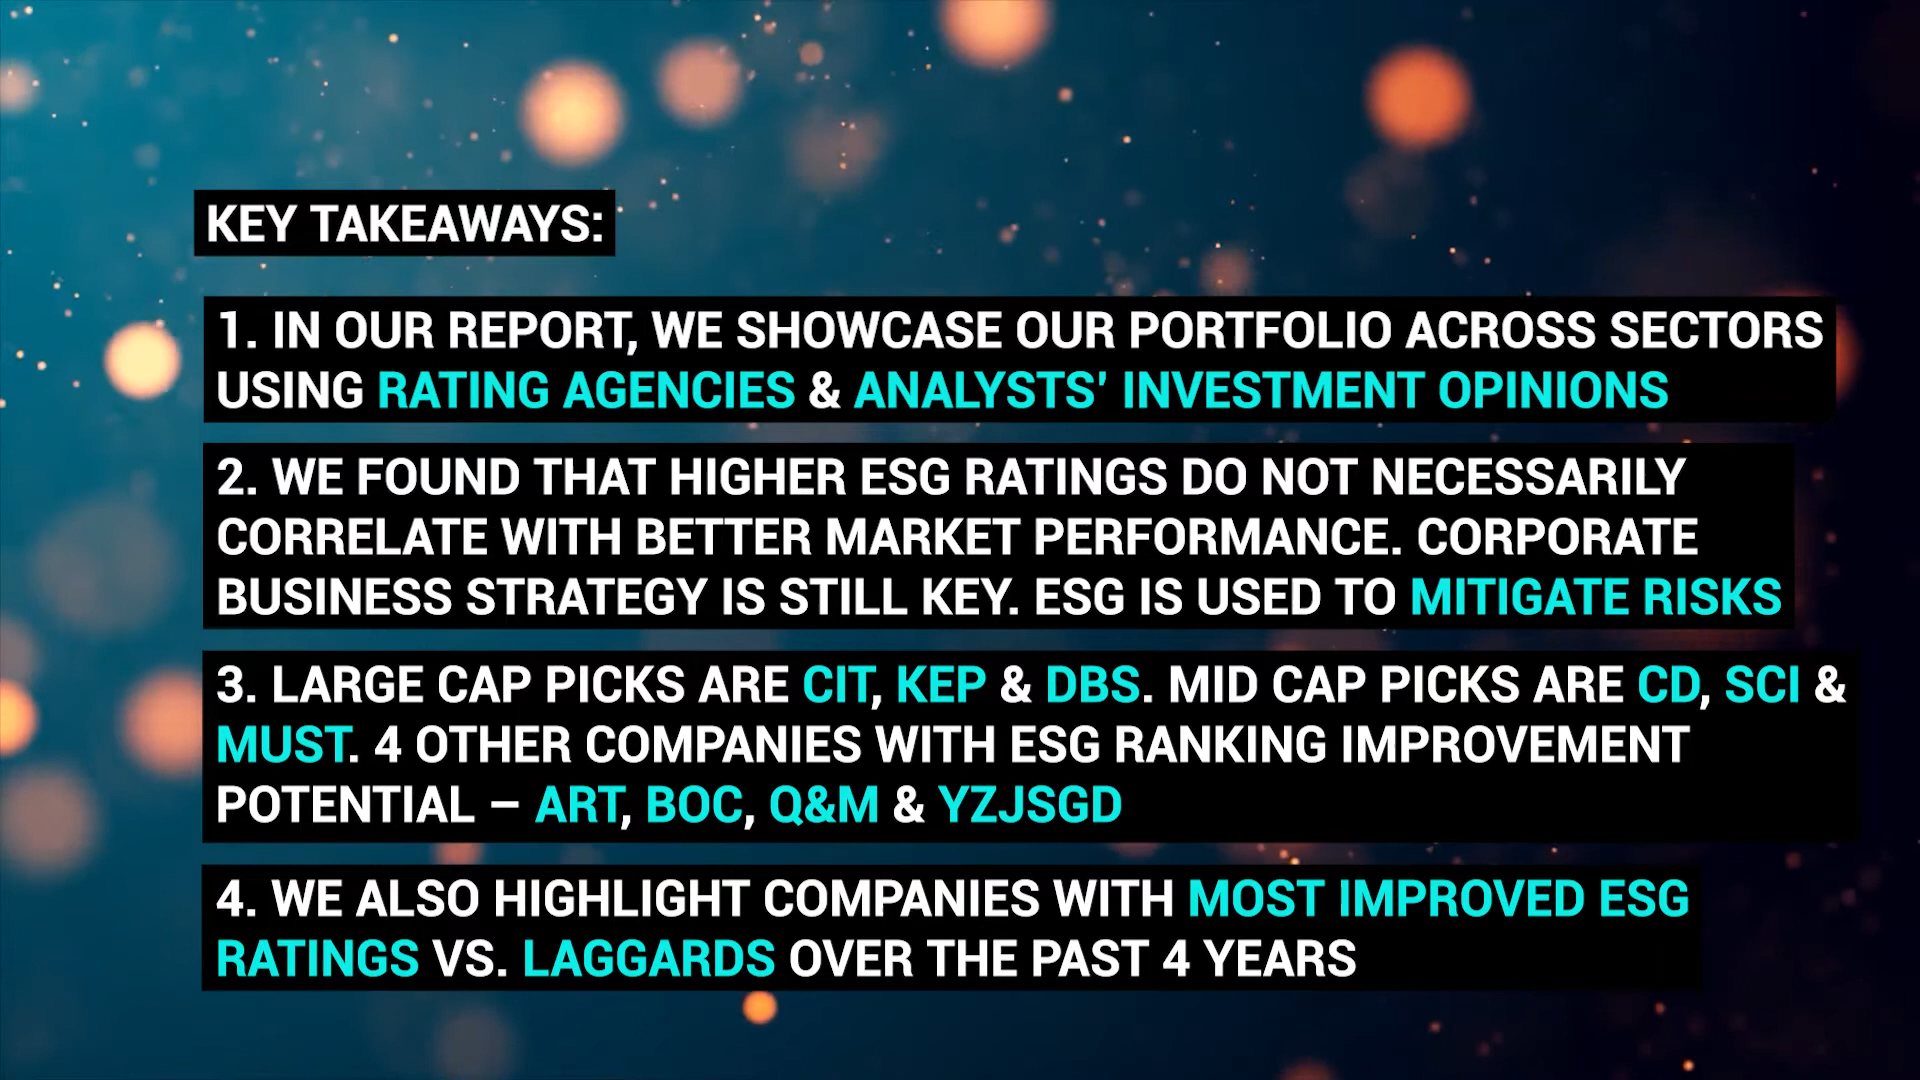 KEY TAKEAWAYS:
1. IN OUR REPORT, WE SHOWCASE OUR PORTFOLIO ACROSS SECTORS
USING RATING AGENCIES & ANALYSTS' INVESTMENT OPINIONS
2. WE FOUND THAT HIGHER ESG RATINGS DO NOT NECESSARILY
CORRELATE WITH BETTER MARKET PERFORMANCE. CORPORATE
BUSINESS STRATEGY IS STILL KEY. ESG IS USED TO MITIGATE RISKS
3. LARGE CAP PICKS ARE CIT, KEP & DBS. MID CAP PICKS ARE CD, SCI &
MUST. 4 OTHER COMPANIES WITH ESG RANKING IMPROVEMENT
POTENTIAL – ART, BOC, Q&M & YZJSGD
4. WE ALSO HIGHLIGHT COMPANIES WITH MOST IMPROVED ESG
RATINGS VS. LAGGARDS OVER THE PAST 4 YEARS